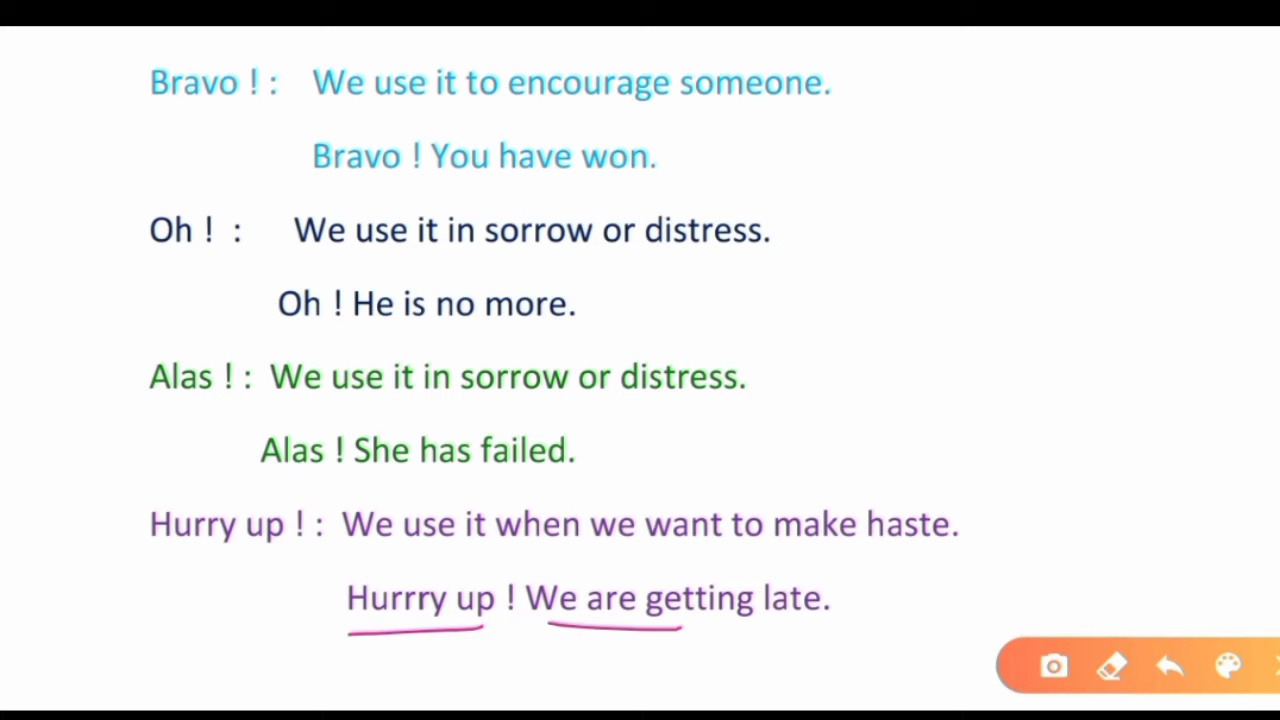 Bravo ! : We use it to encourage someone.
Bravo ! You have won.
Oh ! : We use it in sorrow or distress.
Oh ! He is no more.
Alas ! : We use it in sorrow or distress.
Alas ! She has failed.
Hurry up ! : We use it when we want to make haste.
Hurrry up ! We are getting late.